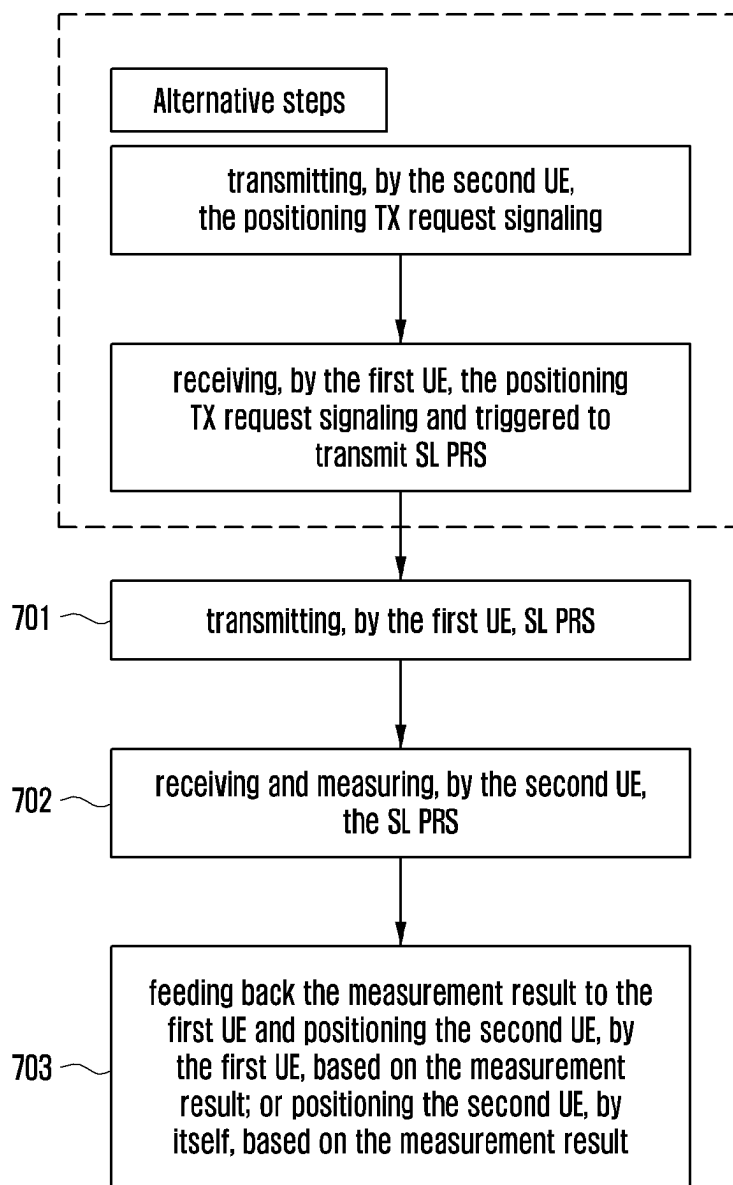 Alternative steps
transmitting, by the second UE,
the positioning TX request signaling
receiving, by the first UE, the positioning
TX request signaling and triggered to
transmit SL PRS
701
transmitting, by the first UE, SL PRS
702
receiving and measuring, by the second UE,
the SL PRS
703
feeding back the measurement result to the
first UE and positioning the second UE, by
the first UE, based on the measurement
result; or positioning the second UE, by
itself, based on the measurement result